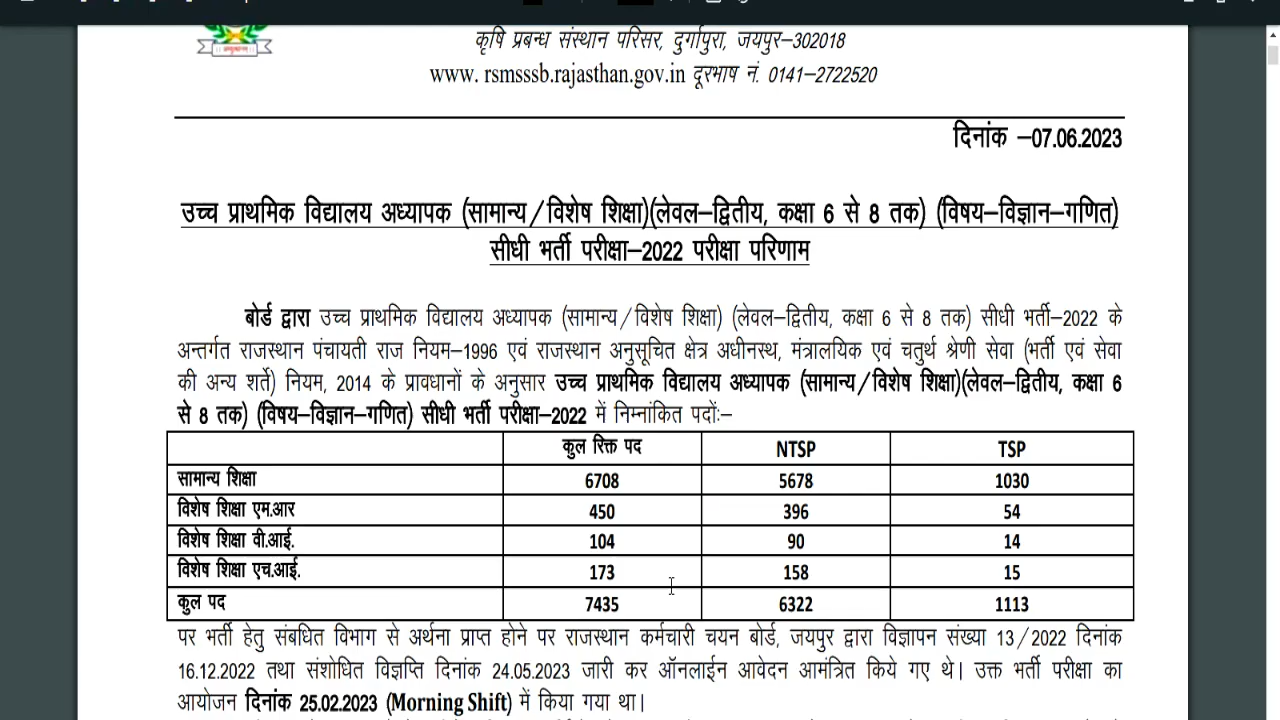 कृषि प्रबन्ध संस्थान परिसर, दुर्गापुरा, जयपुर–302018
www. rsmsssb.rajasthan.gov.in दूरभाष नं. 0141–2722520
दिनांक –07.06.2023
उच्च प्राथमिक विद्यालय अध्यापक (सामान्य/विशेष शिक्षा)(लेवल–द्वितीय, कक्षा 6 से 8 तक) (विषय–विज्ञान–गणित)
सीधी भर्ती परीक्षा–2022 परीक्षा परिणाम
बोर्ड द्वारा उच्च प्राथमिक विद्यालय अध्यापक (सामान्य/विशेष शिक्षा) (लेवल–द्वितीय, कक्षा 6 से 8 तक) सीधी भर्ती–2022 के
अन्तर्गत राजस्थान पंचायती राज नियम–1996 एवं राजस्थान अनुसूचित क्षेत्र अधीनस्थ, मंत्रालयिक एवं चतुर्थ श्रेणी सेवा (भर्ती एवं सेवा
की अन्य शर्ते) नियम, 2014 के प्रावधानों के अनुसार उच्च प्राथमिक विद्यालय अध्यापक (सामान्य/विशेष शिक्षा)(लेवल–द्वितीय, कक्षा 6
से 8 तक) (विषय–विज्ञान–गणित) सीधी भर्ती परीक्षा–2022 में निम्नांकित पदों:–
कुल रिक्त पद NTSP TSP
सामान्य शिक्षा 6708 5678 1030
विशेष शिक्षा एम.आर 450 396 54
विशेष शिक्षा वी.आई. 104 90 14
विशेष शिक्षा एच.आई. 173 158 15
कुल पद 7435 6322 1113
पर भर्ती हेतु संबधित विभाग से अर्थना प्राप्त होने पर राजस्थान कर्मचारी चयन बोर्ड, जयपुर द्वारा विज्ञापन संख्या 13/2022 दिनांक
16.12.2022 तथा संशोधित विज्ञप्ति दिनांक 24.05.2023 जारी कर ऑनलाईन आवेदन आमंत्रित किये गए थे। उक्त भर्ती परीक्षा का
आयोजन दिनांक 25.02.2023 (Morning Shift) में किया गया था।